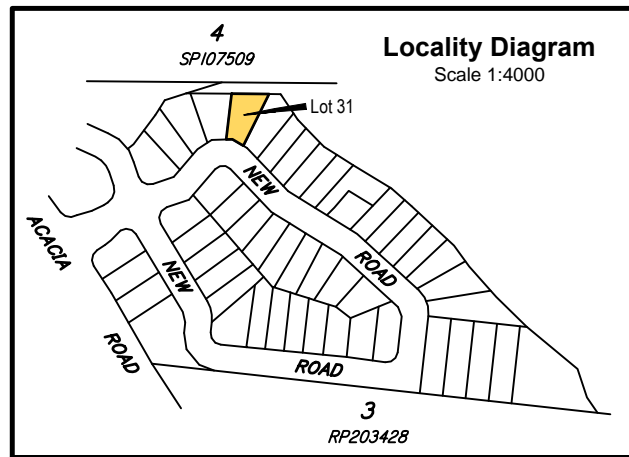 4
SP107509
Locality Diagram
Scale 1:4000
Lot 31
NEW
ROAD
ACACIA
ROAD
NEW
ROAD
3
RP203428